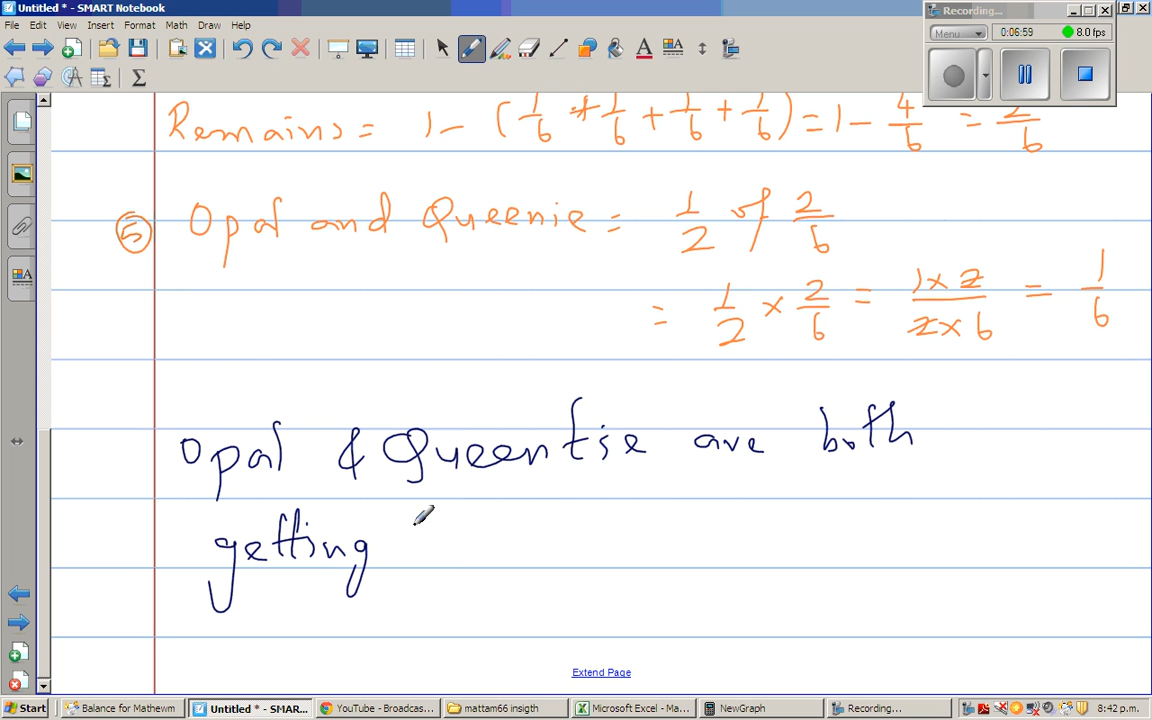 Untitled * - SMART Notebook
File Edit View Insert Format Math Draw Help
Recording...
Menu
0:06:59
8.0 fps
Remains = 1 - ( 1/6 + 1/6 + 1/6 + 1/6 ) = 1 - 4/6 = 2/6
⑤ Opal and Queenie = 1/2 of 2/6
= 1/2 × 2/6 = 1×2/2×6 = 1/6
Opal & Queentie are both
getting
Extend Page
Start
Balance for Mathewm
Untitled * - SMAR...
YouTube - Broadcas...
mattam66 insigth
Microsoft Excel - Ma...
NewGraph
Recording...
8:42 p.m.